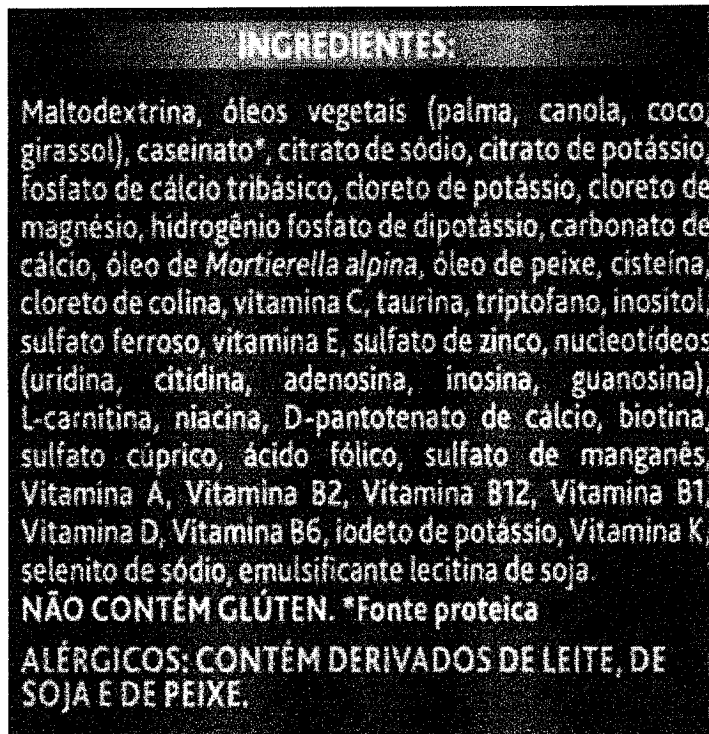 INGREDIENTES:
Maltodextrina, óleos vegetais (palma, canola, coco,
girassol), caseinato*, citrato de sódio, citrato de potássio,
fosfato de cálcio tribásico, cloreto de potássio, cloreto de
magnésio, hidrogênio fosfato de dipotássio, carbonato de
cálcio, óleo de Mortierella alpina, óleo de peixe, cisteína,
cloreto de colina, vitamina C, taurina, triptofano, inositol,
sulfato ferroso, vitamina E, sulfato de zinco, nucleotídeos
(uridina, citidina, adenosina, inosina, guanosina),
L-carnitina, niacina, D-pantotenato de cálcio, biotina,
sulfato cúprico, ácido fólico, sulfato de manganês,
Vitamina A, Vitamina B2, Vitamina B12, Vitamina B1,
Vitamina D, Vitamina B6, iodeto de potássio, Vitamina K,
selenito de sódio, emulsificante lecitina de soja.
NÃO CONTÉM GLÚTEN. *Fonte proteica
ALÉRGICOS: CONTÉM DERIVADOS DE LEITE, DE
SOJA E DE PEIXE.